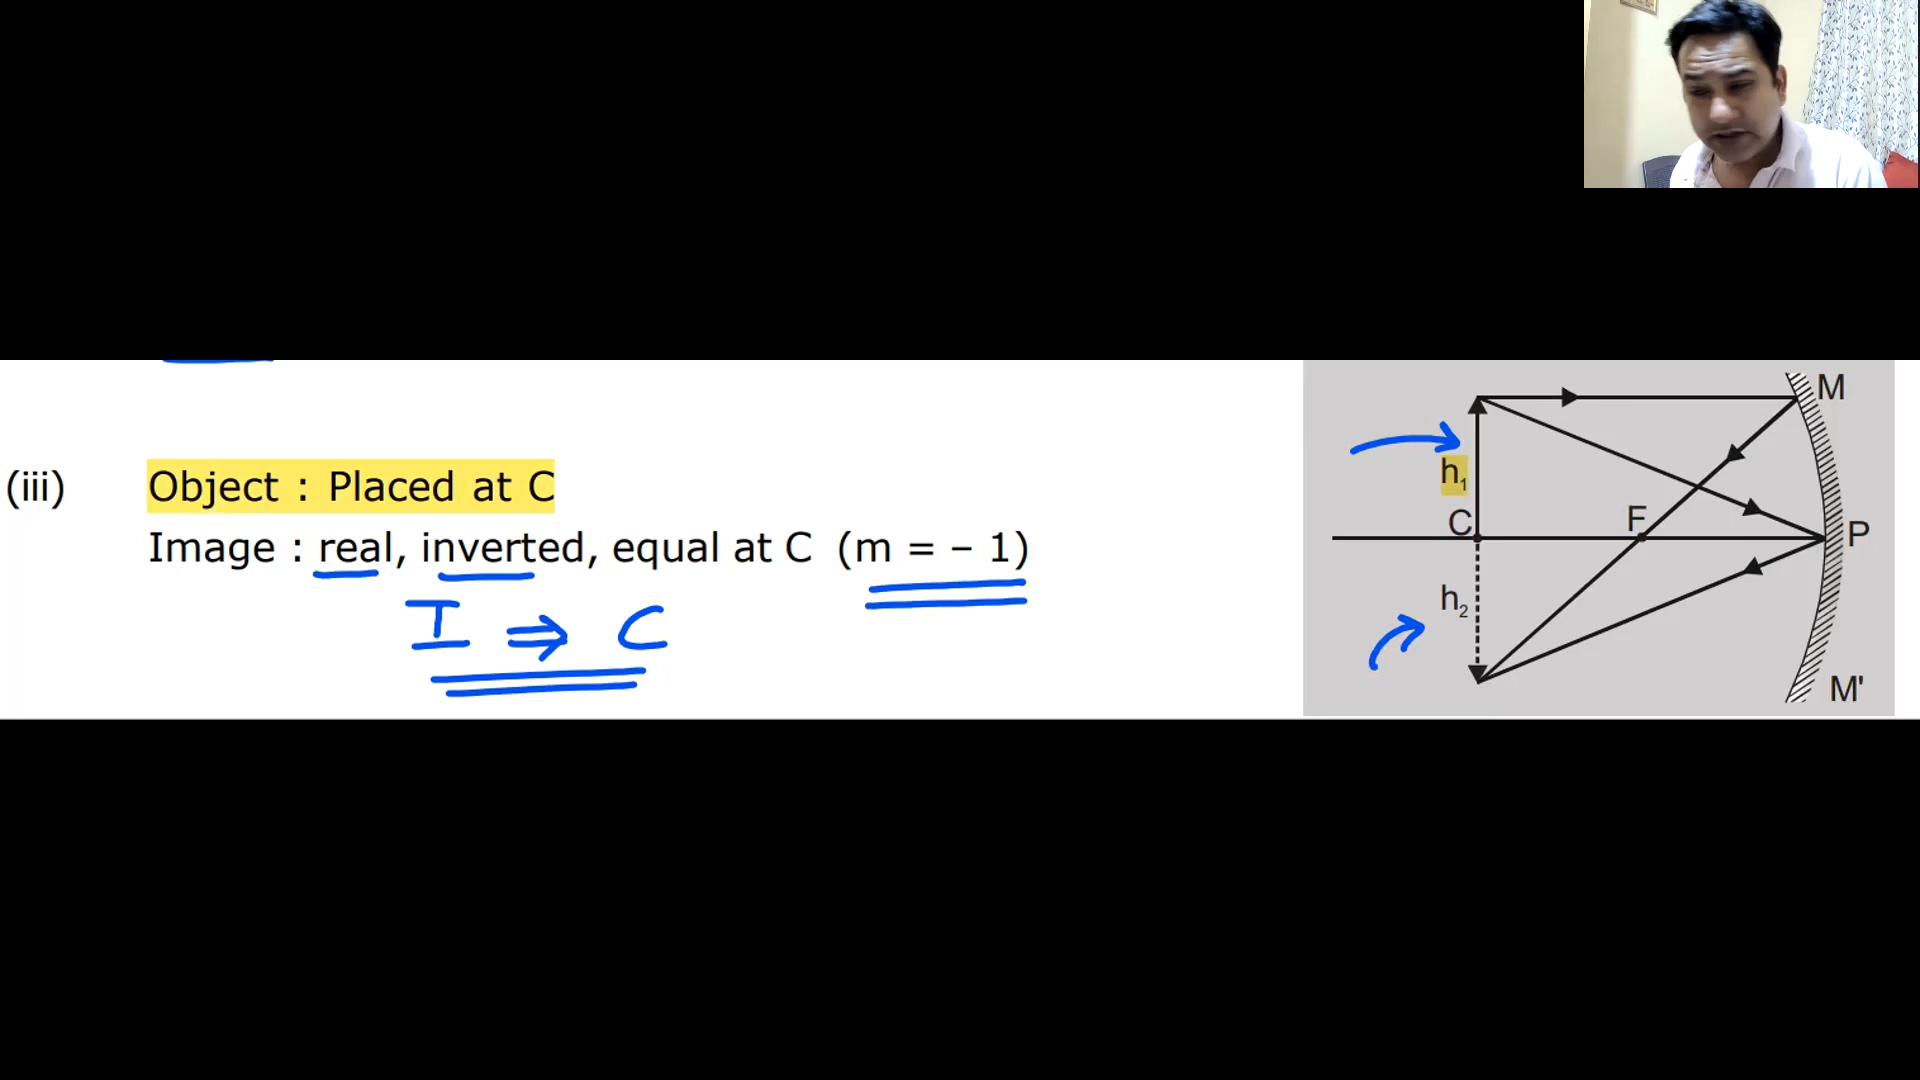 (iii) Object : Placed at C
Image : real, inverted, equal at C (m = – 1)
I ⇒ C
M
h₁
C
F
P
h₂
M'